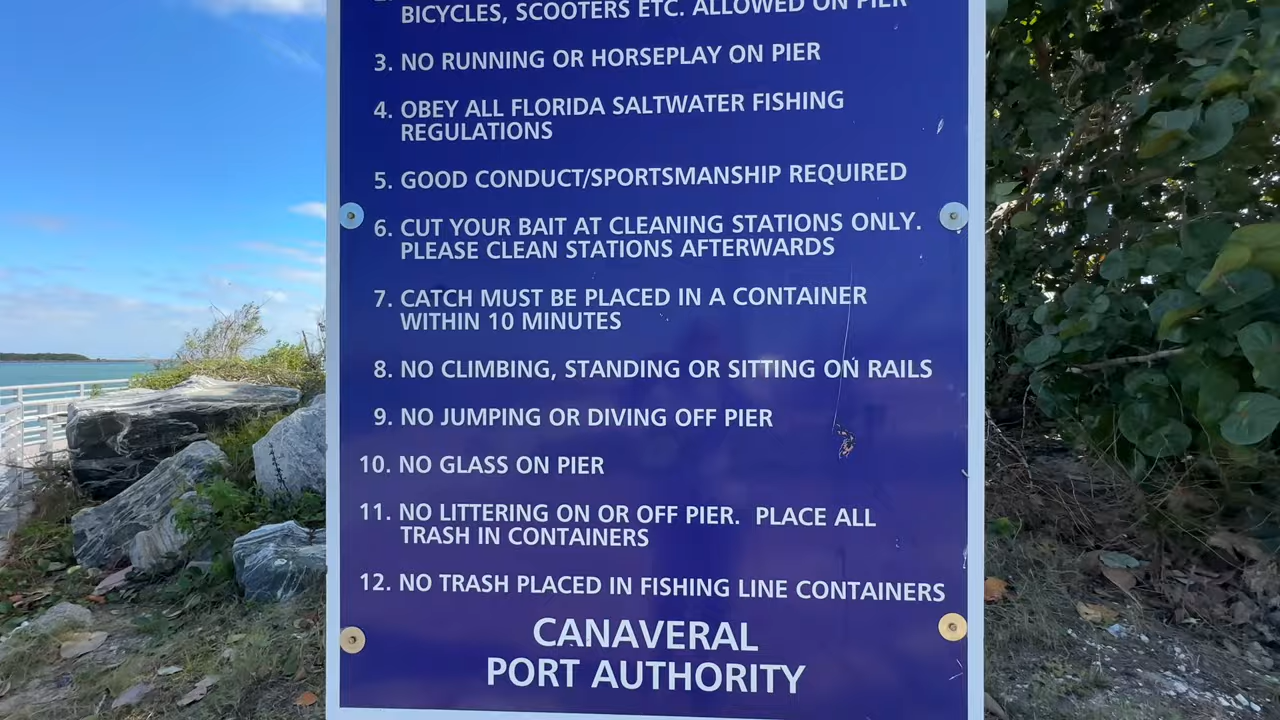 BICYCLES, SCOOTERS ETC. ALLOWED ON PIER
3. NO RUNNING OR HORSEPLAY ON PIER
4. OBEY ALL FLORIDA SALTWATER FISHING
REGULATIONS
5. GOOD CONDUCT/SPORTSMANSHIP REQUIRED
6. CUT YOUR BAIT AT CLEANING STATIONS ONLY.
PLEASE CLEAN STATIONS AFTERWARDS
7. CATCH MUST BE PLACED IN A CONTAINER
WITHIN 10 MINUTES
8. NO CLIMBING, STANDING OR SITTING ON RAILS
9. NO JUMPING OR DIVING OFF PIER
10. NO GLASS ON PIER
11. NO LITTERING ON OR OFF PIER. PLACE ALL
TRASH IN CONTAINERS
12. NO TRASH PLACED IN FISHING LINE CONTAINERS
CANAVERAL
PORT AUTHORITY